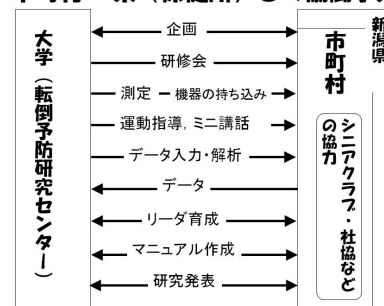 大学（転倒予防研究センター）
企画
研修会
測定 － 機器の持ち込み
運動指導，ミニ講話
データ入力・解析
データ
リーダ育成
マニュアル作成
研究発表
新潟県
市町村
シニアクラブ・社協など
の協力